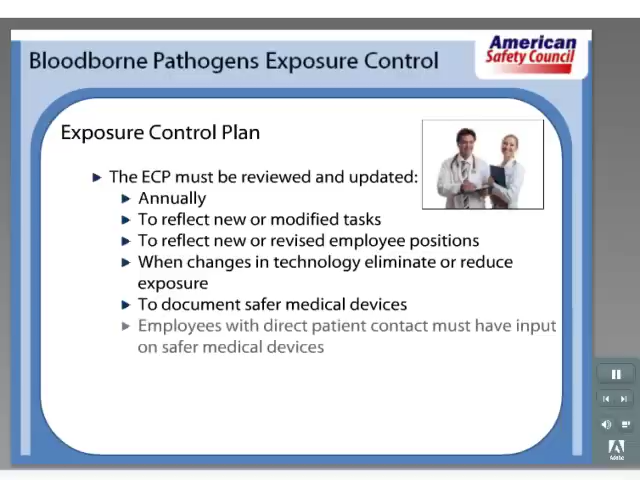 American
Safety Council
Bloodborne Pathogens Exposure Control
Exposure Control Plan
The ECP must be reviewed and updated:
Annually
To reflect new or modified tasks
To reflect new or revised employee positions
When changes in technology eliminate or reduce
exposure
To document safer medical devices
Employees with direct patient contact must have input
on safer medical devices
Adobe